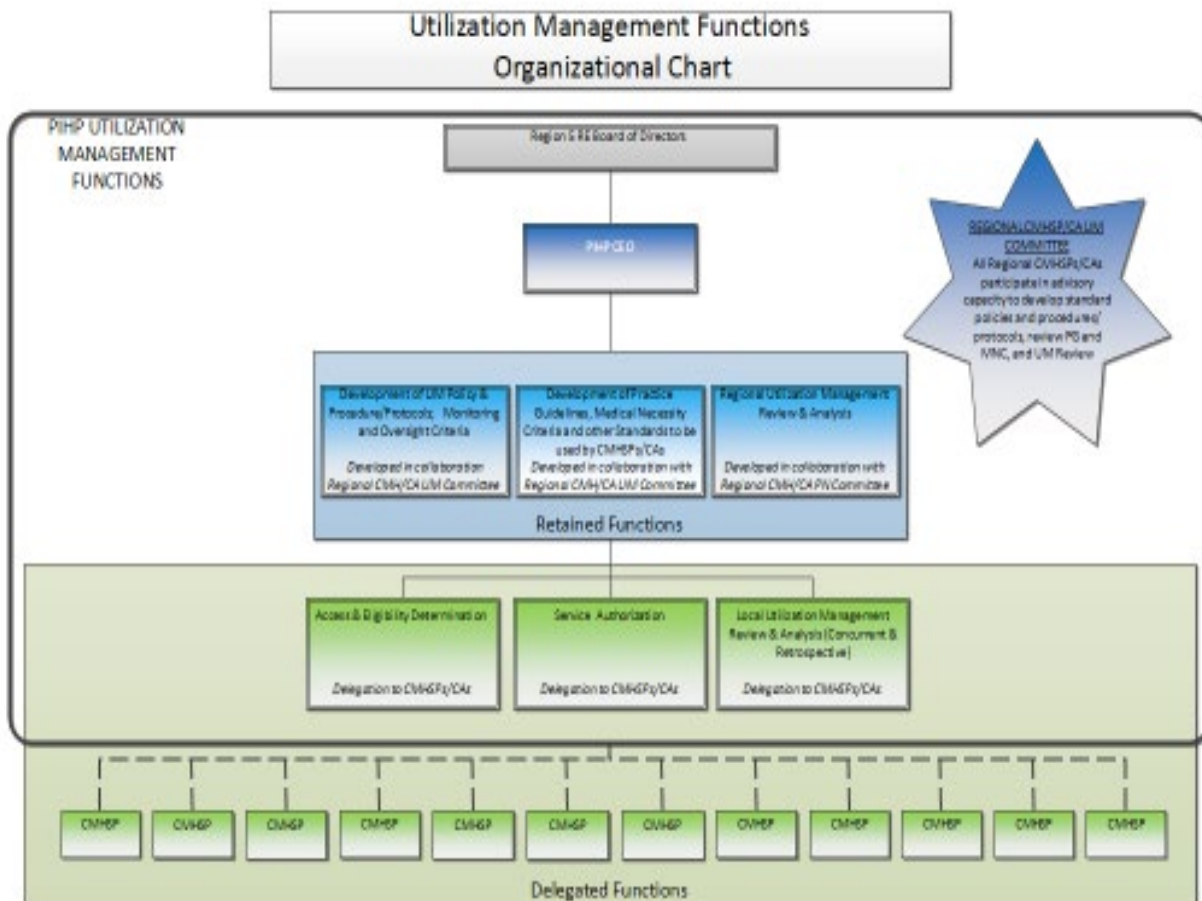 Utilization Management Functions
Organizational Chart
PIHP UTILIZATION
MANAGEMENT
FUNCTIONS
Region 5 RE Board of Directors
PIHP CEO
REGIONAL CMHSP/CA UM
COMMITTEE
All Regional CMHSPs/CAs
participate in advisory
capacity to develop standard
policies and procedures/
protocols, review PG and
MNC, and UM Review
Development of UM Policy &
Procedure/Protocols; Monitoring
and Oversight Criteria
Developed in collaboration
Regional CMH/CA UM Committee
Development of Practice
Guidelines, Medical Necessity
Criteria and other Standards to be
used by CMHSPs/CAs
Developed in collaboration with
Regional CMH/CA UM Committee
Regional Utilization Management
Review & Analysis
Developed in collaboration with
Regional CMH/CA PN Committee
Retained Functions
Access & Eligibility Determination
Delegation to CMHSPs/CAs
Service Authorization
Delegation to CMHSPs/CAs
Local Utilization Management
Review & Analysis (Concurrent &
Retrospective)
Delegation to CMHSPs/CAs
CMHSP
CMHSP
CMHSP
CMHSP
CMHSP
CMHSP
CMHSP
CMHSP
CMHSP
CMHSP
CMHSP
CMHSP
Delegated Functions